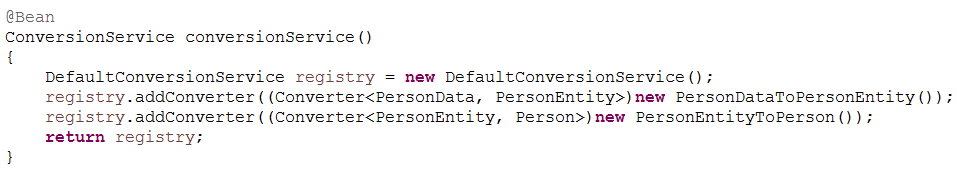 @Bean
ConversionService conversionService()
{
    DefaultConversionService registry = new DefaultConversionService();
    registry.addConverter((Converter<PersonData, PersonEntity>)new PersonDataToPersonEntity());
    registry.addConverter((Converter<PersonEntity, Person>)new PersonEntityToPerson());
    return registry;
}